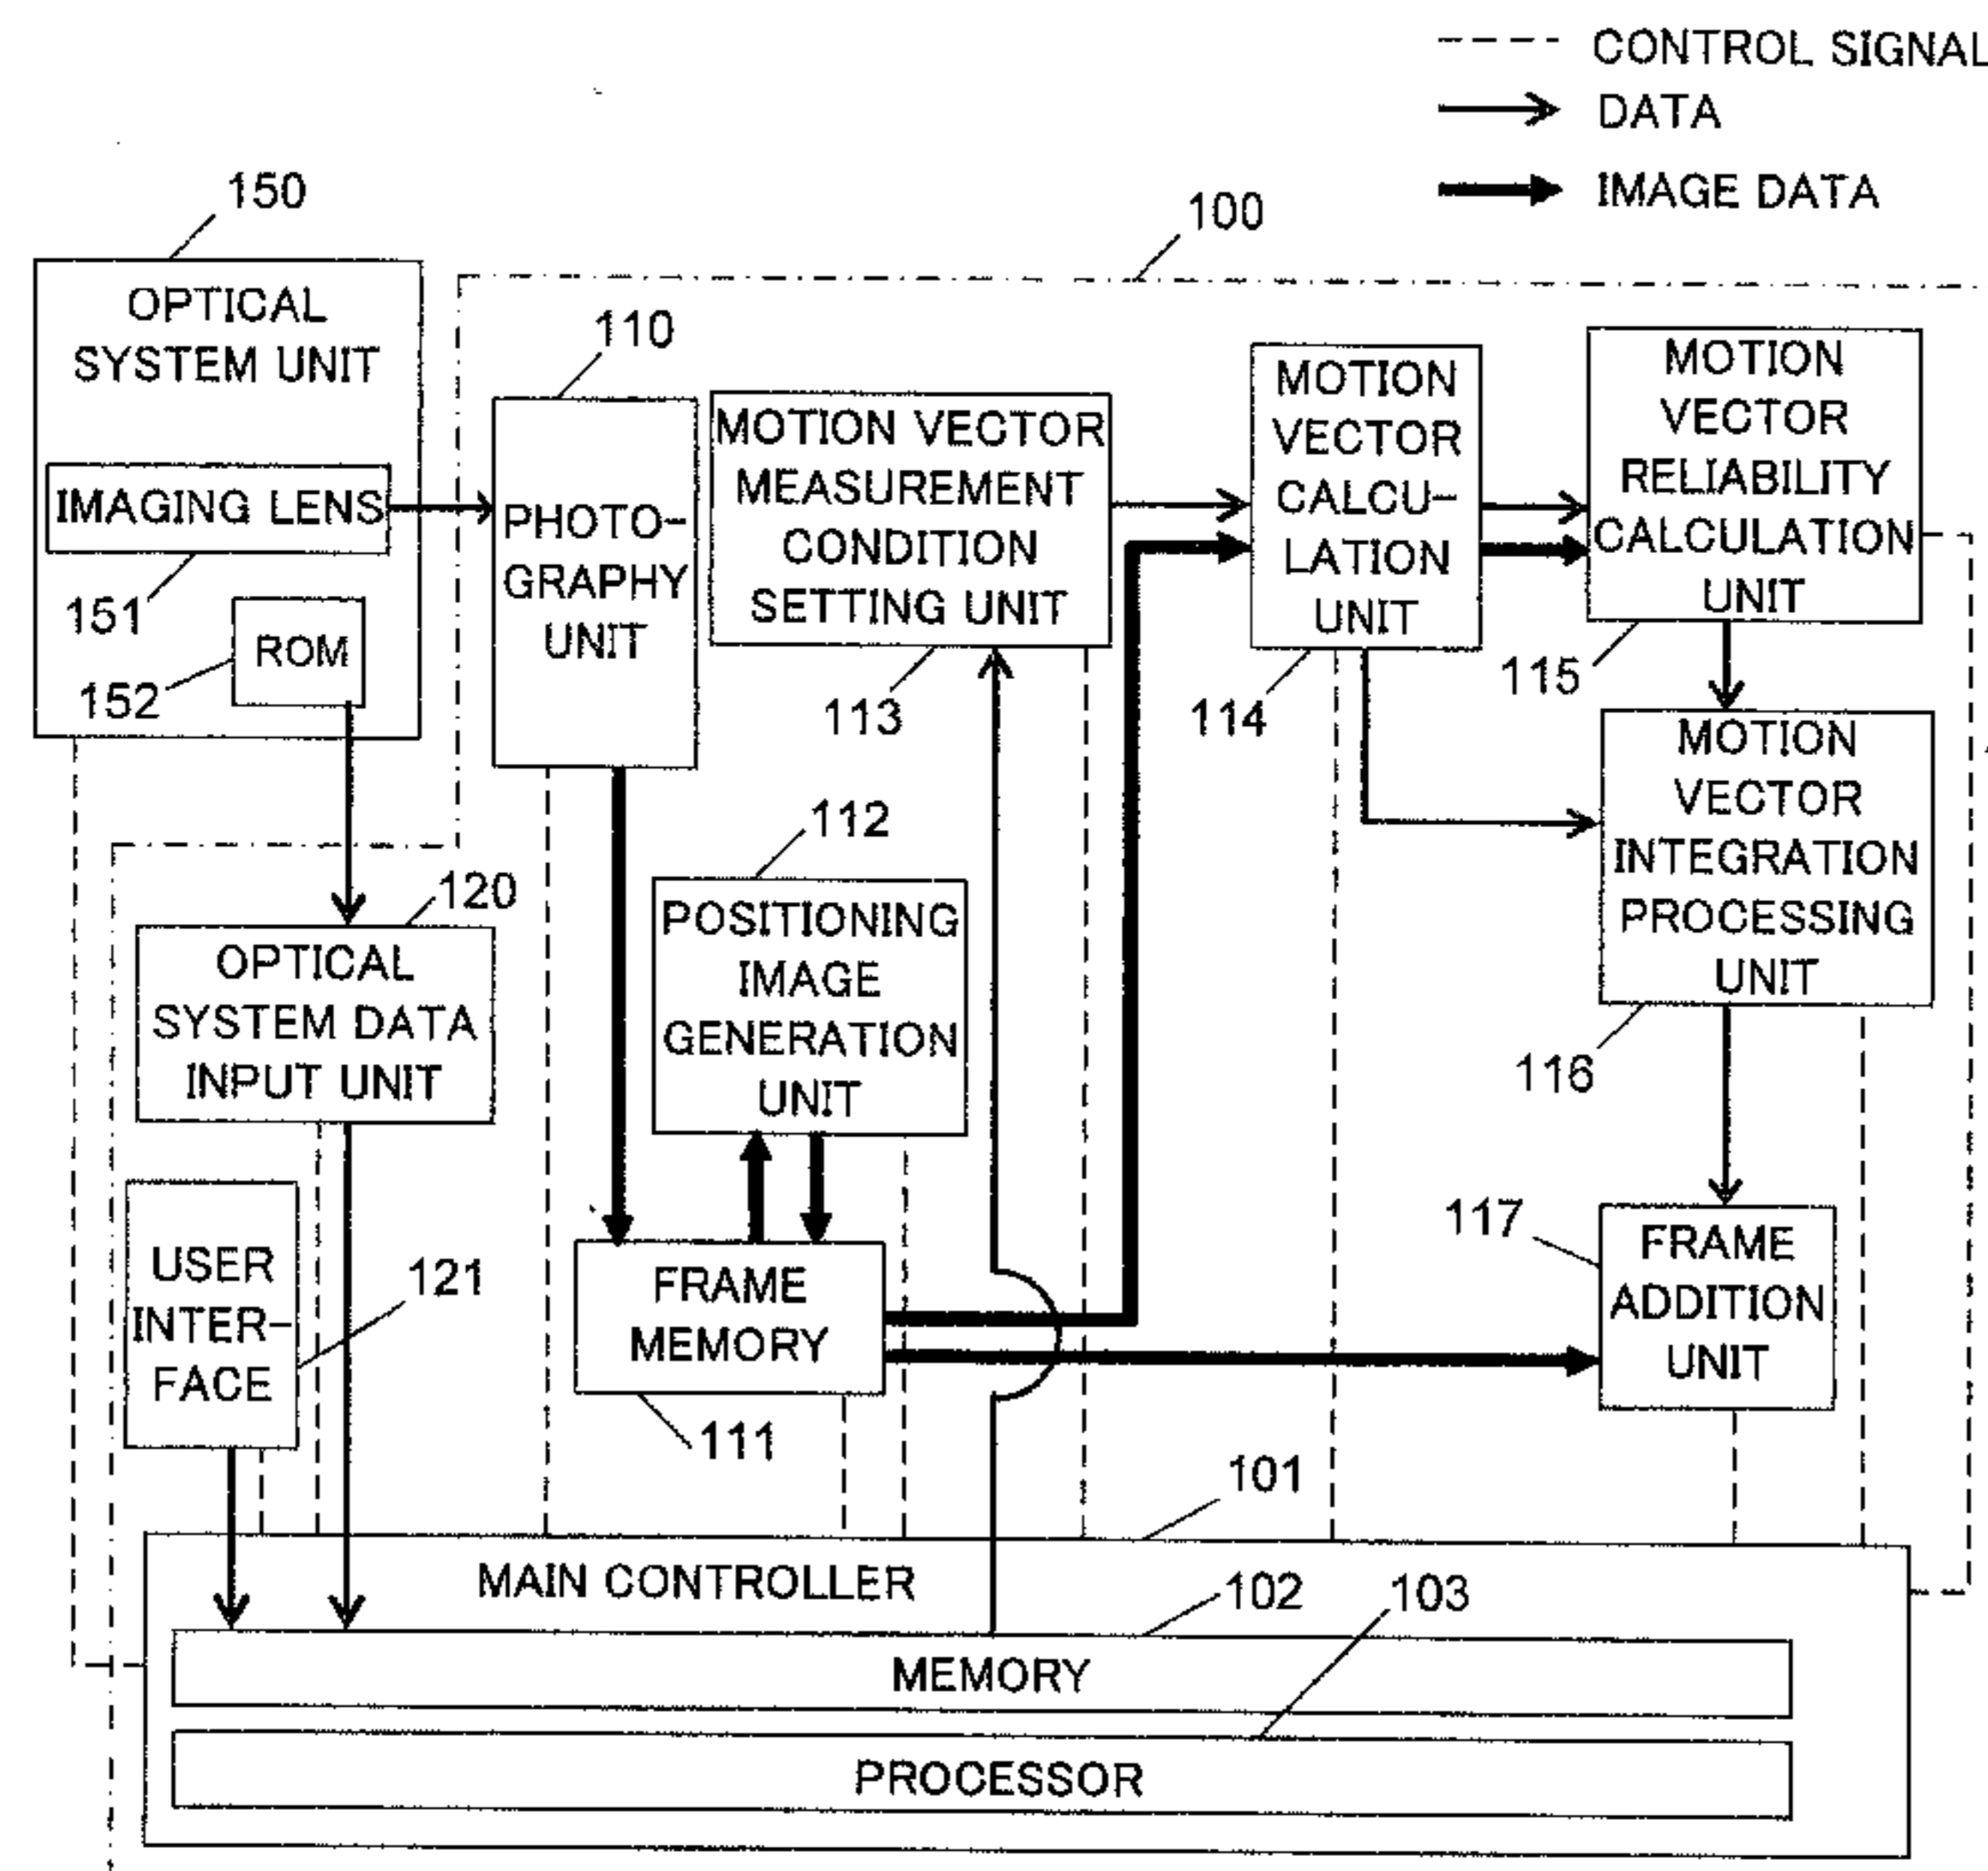 CONTROL SIGNAL
DATA
IMAGE DATA
150
100
OPTICAL
SYSTEM UNIT
IMAGING LENS
151
ROM
152
110
PHOTO-
GRAPHY
UNIT
MOTION VECTOR
MEASUREMENT
CONDITION
SETTING UNIT
113
MOTION
VECTOR
CALCU-
LATION
UNIT
114
MOTION
VECTOR
RELIABILITY
CALCULATION
UNIT
115
MOTION
VECTOR
INTEGRATION
PROCESSING
UNIT
116
112
POSITIONING
IMAGE
GENERATION
UNIT
120
OPTICAL
SYSTEM DATA
INPUT UNIT
USER
INTER-
FACE
121
FRAME
MEMORY
111
117
FRAME
ADDITION
UNIT
101
MAIN CONTROLLER
102
103
MEMORY
PROCESSOR